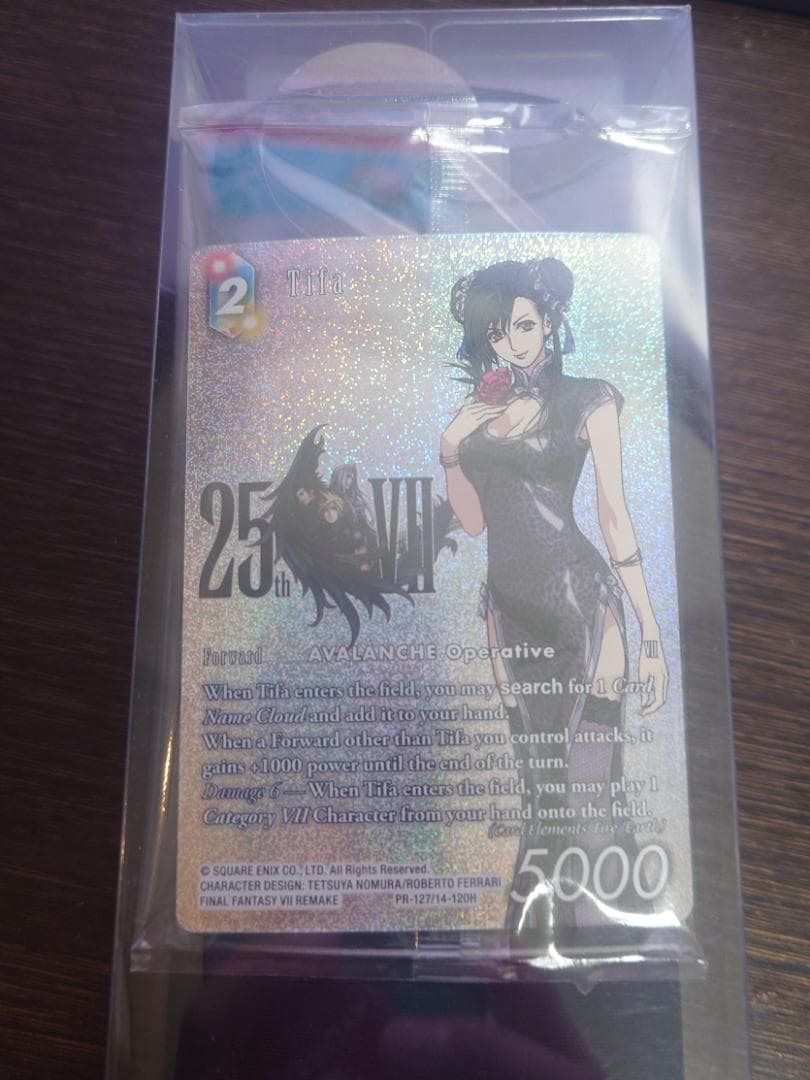 2
Tifa
25th VII
Forward AVALANCHE Operative VII
When Tifa enters the field, you may search for 1 Card
Name Cloud and add it to your hand.
When a Forward other than Tifa you control attacks, it
gains +1000 power until the end of the turn.
Damage 6 — When Tifa enters the field, you may play 1
Category VII Character from your hand onto the field.
(Card Elements: Fire/Earth)
© SQUARE ENIX CO., LTD. All Rights Reserved.
CHARACTER DESIGN: TETSUYA NOMURA/ROBERTO FERRARI
FINAL FANTASY VII REMAKE PR-127/14-120H
5000